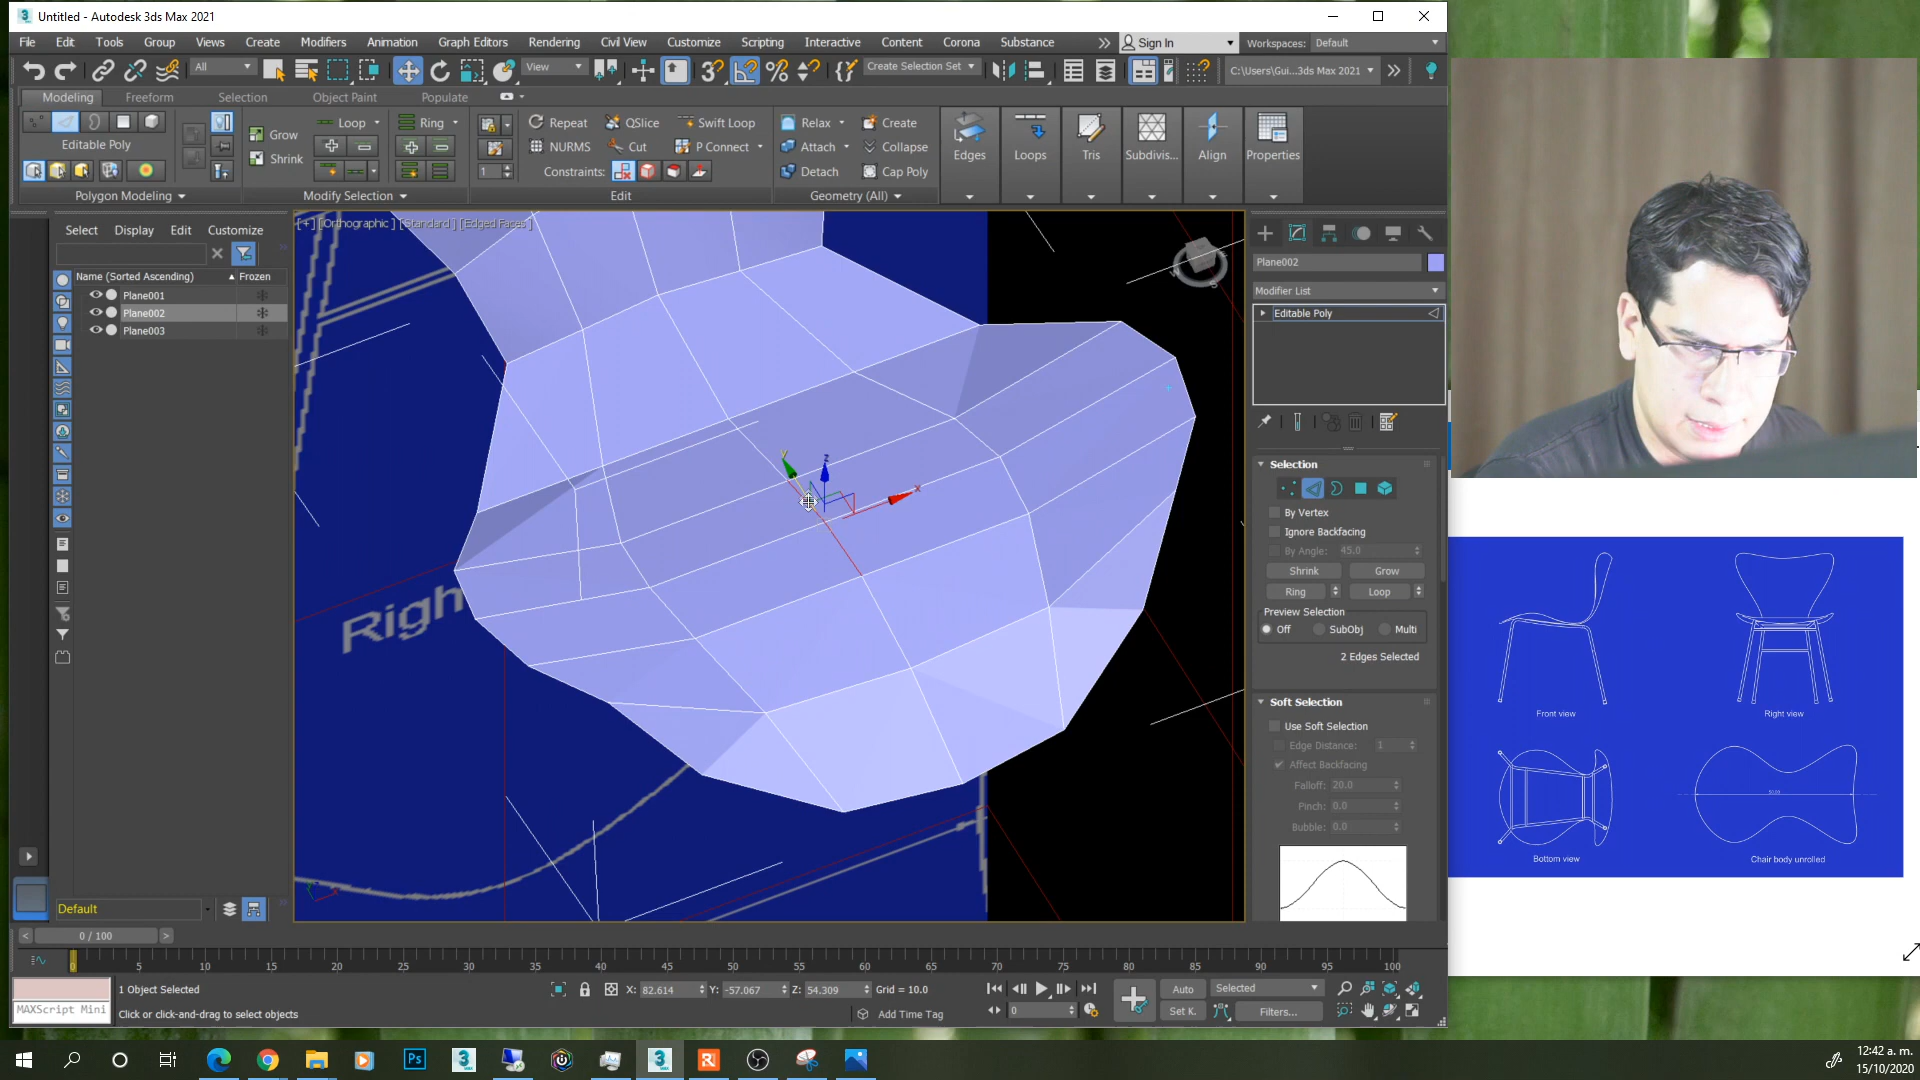 Untitled - Autodesk 3ds Max 2021
File Edit Tools Group Views Create Modifiers Animation Graph Editors Rendering Civil View Customize Scripting Interactive Content Corona Substance
Sign In
Workspaces: Default
All
View
Create Selection Set
C:\Users\Gui...3ds Max 2021
Modeling Freeform Selection Object Paint Populate
Loop Ring Repeat QSlice Swift Loop Relax Create
Grow
Editable Poly NURMS Cut P Connect Attach Collapse Edges Loops Tris Subdivis... Align Properties
Shrink
1 Constraints: Detach Cap Poly
Polygon Modeling Modify Selection Edit Geometry (All)
[+] [Orthographic ] [Standard ] [Edged Faces ]
Select Display Edit Customize
Name (Sorted Ascending) Frozen
Plane001
Plane002
Plane003
Default
Righ
x
y
z
Plane002
Modifier List
Editable Poly
Selection
By Vertex
Ignore Backfacing
By Angle: 45.0
Shrink Grow
Ring Loop
Preview Selection
Off SubObj Multi
2 Edges Selected
Soft Selection
Use Soft Selection
Edge Distance: 1
Affect Backfacing
Falloff: 20.0
Pinch: 0.0
Bubble: 0.0
Front view
Right view
Bottom view
Chair body unrolled
0 / 100
0 5 10 15 20 25 30 35 40 45 50 55 60 65 70 75 80 85 90 95 100
1 Object Selected
X: 82.614 Y: -57.067 Z: 54.309 Grid = 10.0
Auto Selected
MAXScript Mini
Click or click-and-drag to select objects
Add Time Tag
0
Set K. Filters...
12:42 a. m.
15/10/2020